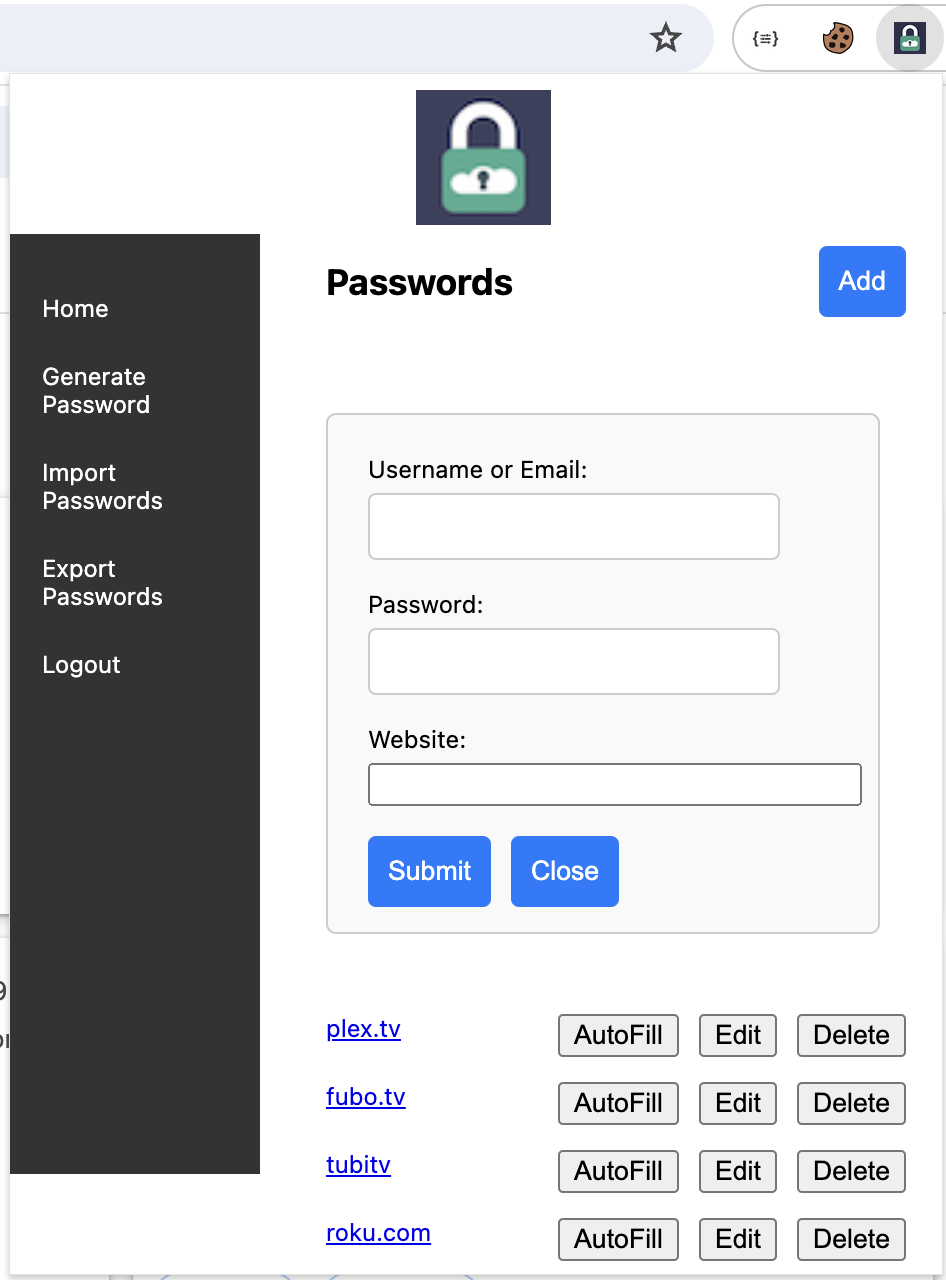 Passwords
Add
Home
Generate
Password
Import
Passwords
Export
Passwords
Logout
Username or Email:
Password:
Website:
Submit Close
plex.tv AutoFill Edit Delete
fubo.tv AutoFill Edit Delete
tubitv AutoFill Edit Delete
roku.com AutoFill Edit Delete